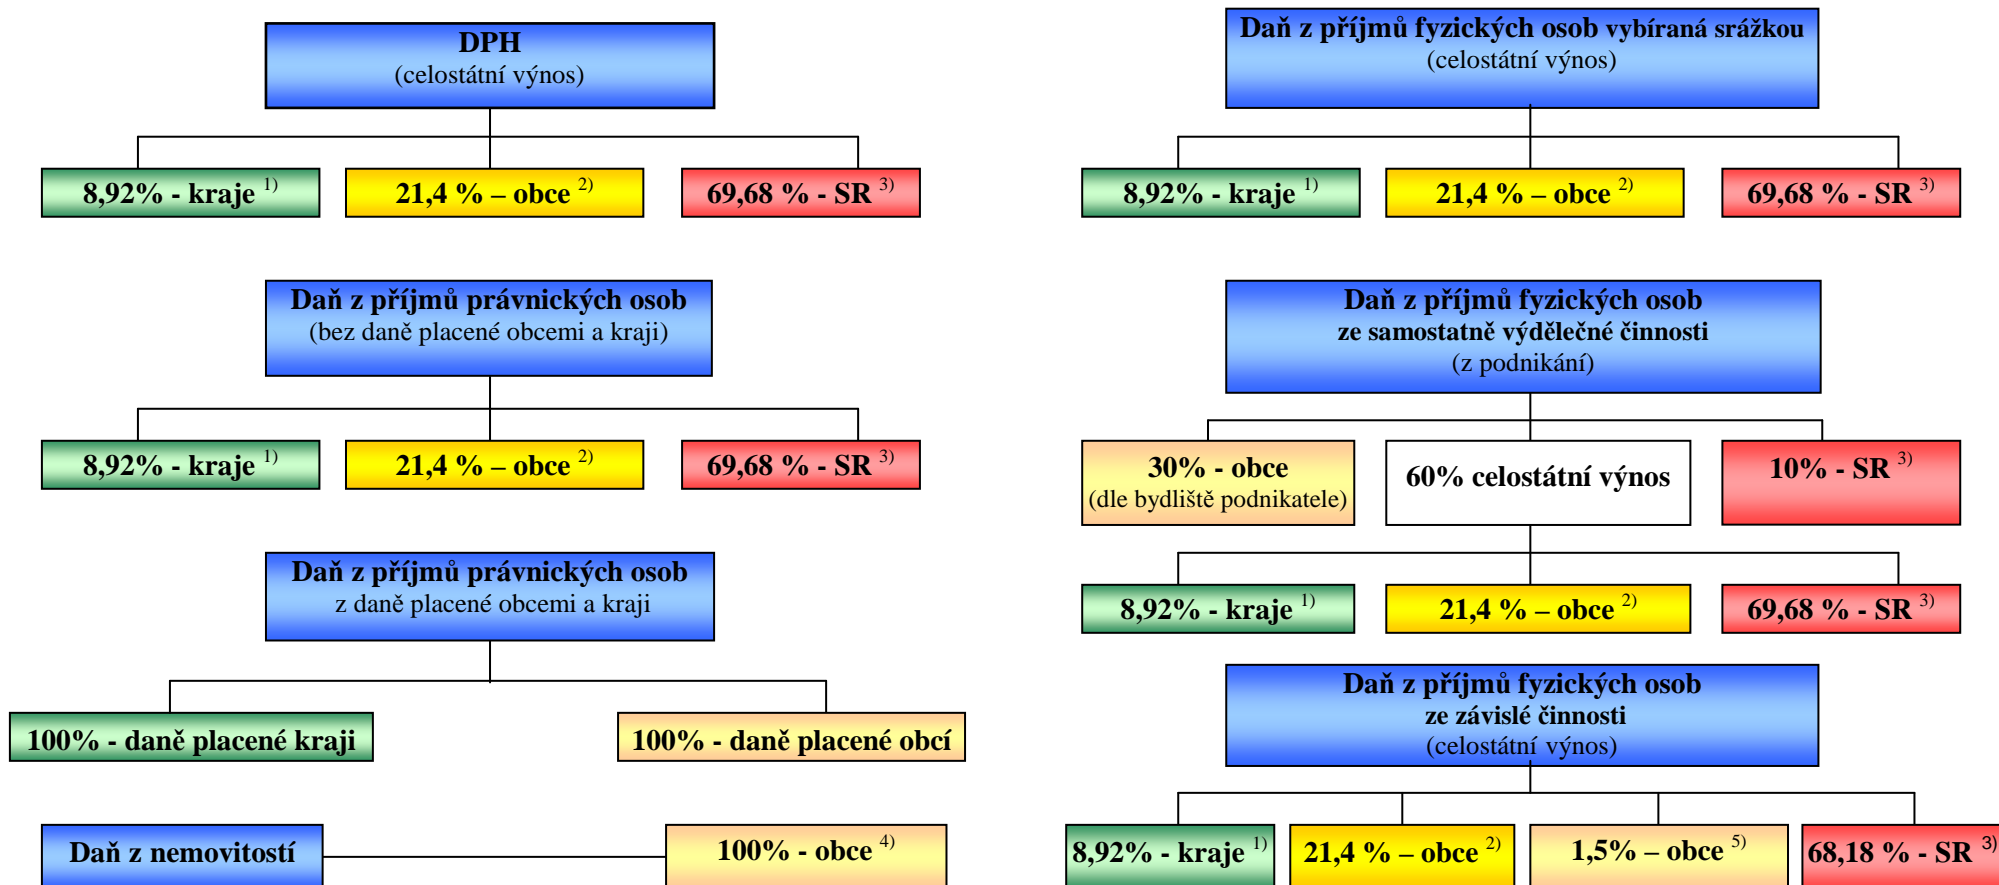 DPH
(celostátní výnos)
8,92% - kraje 1)
21,4 % – obce 2)
69,68 % - SR 3)
Daň z příjmů právnických osob
(bez daně placené obcemi a kraji)
8,92% - kraje 1)
21,4 % – obce 2)
69,68 % - SR 3)
Daň z příjmů právnických osob
z daně placené obcemi a kraji
100% - daně placené kraji
100% - daně placené obcí
Daň z nemovitostí
100% - obce 4)
Daň z příjmů fyzických osob vybíraná srážkou
(celostátní výnos)
8,92% - kraje 1)
21,4 % – obce 2)
69,68 % - SR 3)
Daň z příjmů fyzických osob
ze samostatně výdělečné činnosti
(z podnikání)
30% - obce
(dle bydliště podnikatele)
60% celostátní výnos
10% - SR 3)
8,92% - kraje 1)
21,4 % – obce 2)
69,68 % - SR 3)
Daň z příjmů fyzických osob
ze závislé činnosti
(celostátní výnos)
8,92% - kraje 1)
21,4 % – obce 2)
1,5% – obce 5)
68,18 % - SR 3)